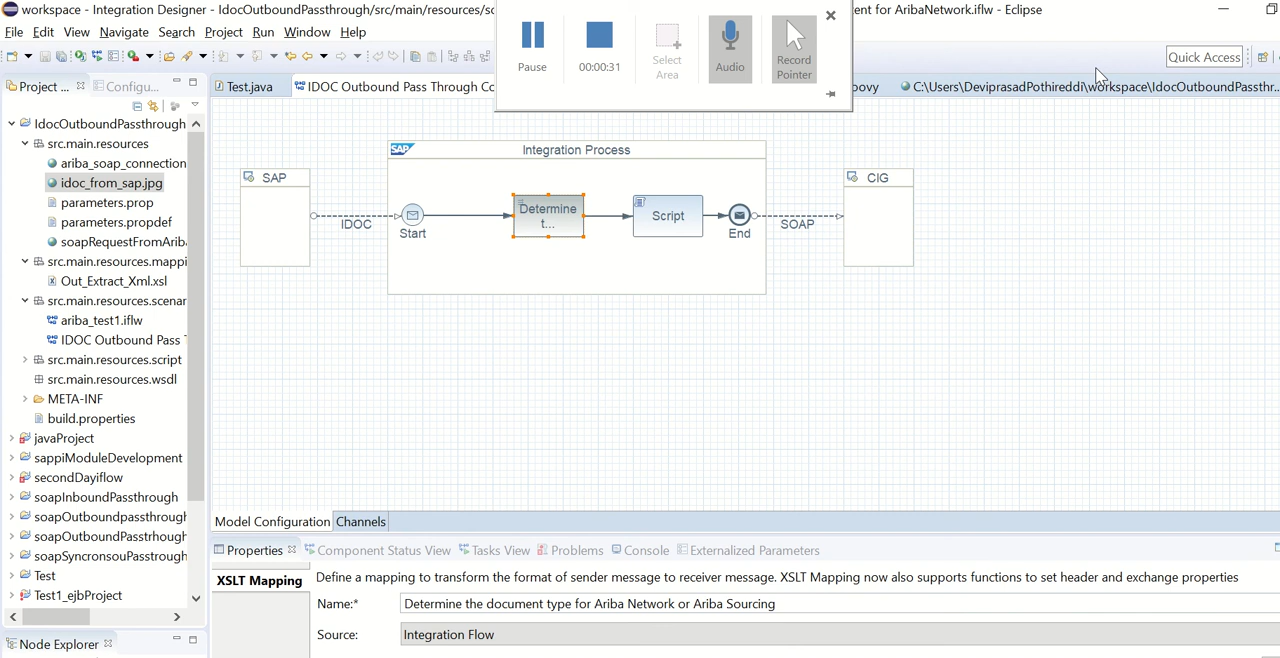 workspace - Integration Designer - IdocOutboundPassthrough/src/main/resources/sc
ent for AribaNetwork.iflw - Eclipse
File Edit View Navigate Search Project Run Window Help
Pause
00:00:31
Select
Area
Audio
Record
Pointer
Quick Access
Project ...
Configu...
Test.java
IDOC Outbound Pass Through Co
oovy
C:\Users\DeviprasadPothireddi\workspace\IdocOutboundPassthr...
IdocOutboundPassthrough
src.main.resources
ariba_soap_connection
idoc_from_sap.jpg
parameters.prop
parameters.propdef
soapRequestFromAriba
src.main.resources.mappi
Out_Extract_Xml.xsl
src.main.resources.scenar
ariba_test1.iflw
IDOC Outbound Pass T
src.main.resources.script
src.main.resources.wsdl
META-INF
build.properties
javaProject
sappiModuleDevelopment
secondDayiflow
soapInboundPassthrough
soapOutboundpassthrough
soapOutboundPassthrough
soapSyncronsouPasstrough
Test
Test1_ejbProject
Node Explorer
SAP
Integration Process
SAP
IDOC
Start
Determine
t...
Script
End
SOAP
CIG
Model Configuration
Channels
Properties
Component Status View
Tasks View
Problems
Console
Externalized Parameters
XSLT Mapping
Define a mapping to transform the format of sender message to receiver message. XSLT Mapping now also supports functions to set header and exchange properties
Name:*
Determine the document type for Ariba Network or Ariba Sourcing
Source:
Integration Flow